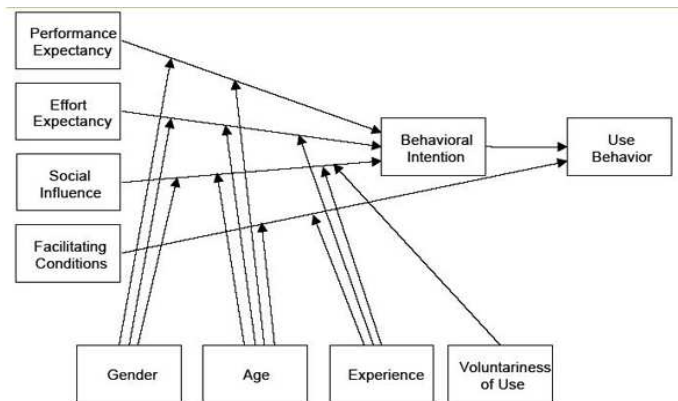 Performance
Expectancy
Effort
Expectancy
Social
Influence
Facilitating
Conditions
Behavioral
Intention
Use
Behavior
Gender
Age
Experience
Voluntariness
of Use